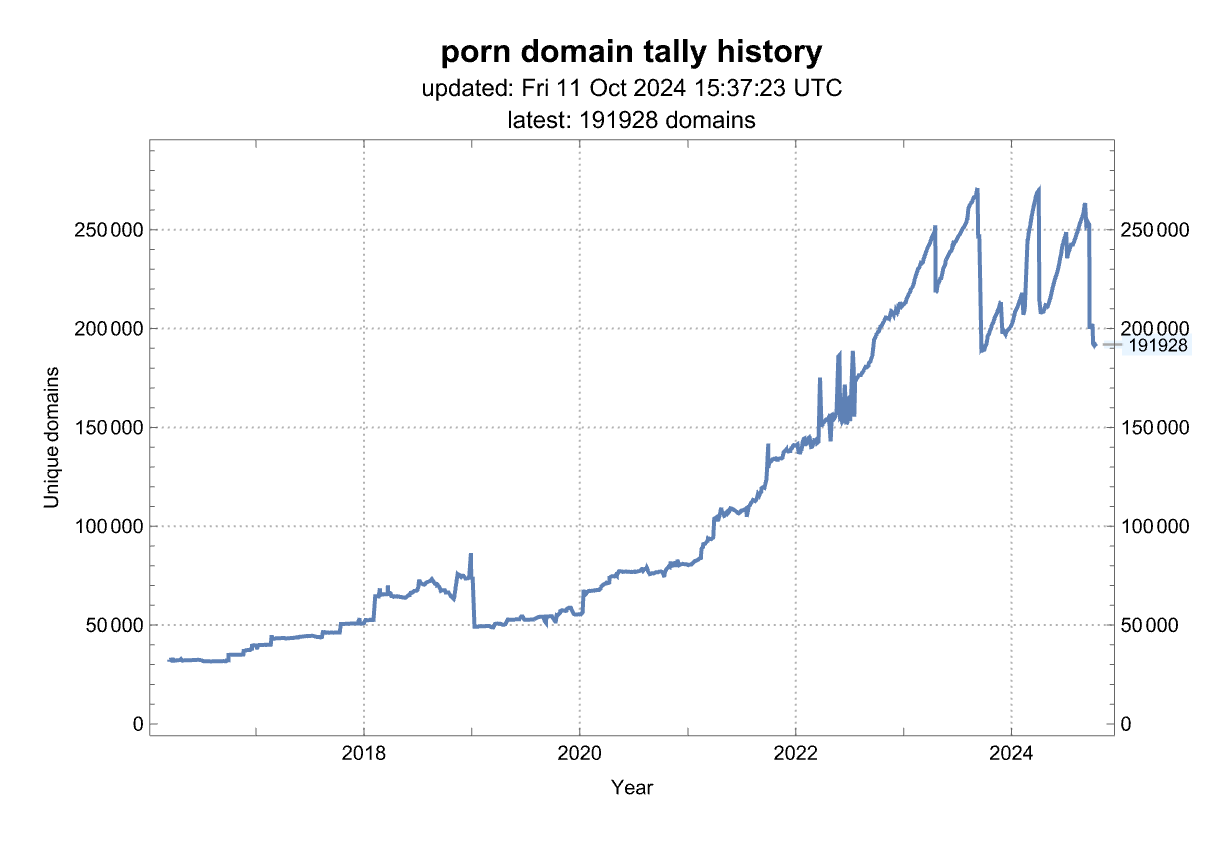 porn domain tally history
updated: Fri 11 Oct 2024 15:37:23 UTC
latest: 191928 domains
250 000 250 000
200 000 200 000
191928
150 000 150 000
100 000 100 000
50 000 50 000
0 0
Unique domains
2018 2020 2022 2024
Year